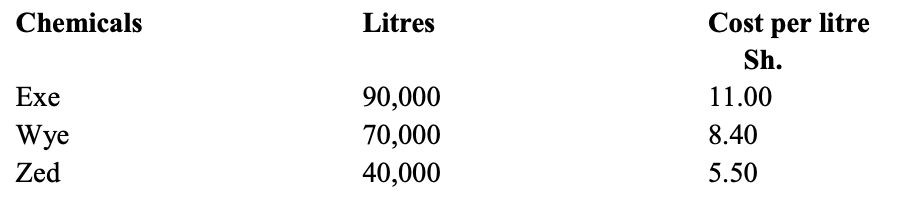 Chemicals Litres Cost per litre
Sh.
Exe 90,000 11.00
Wye 70,000 8.40
Zed 40,000 5.50